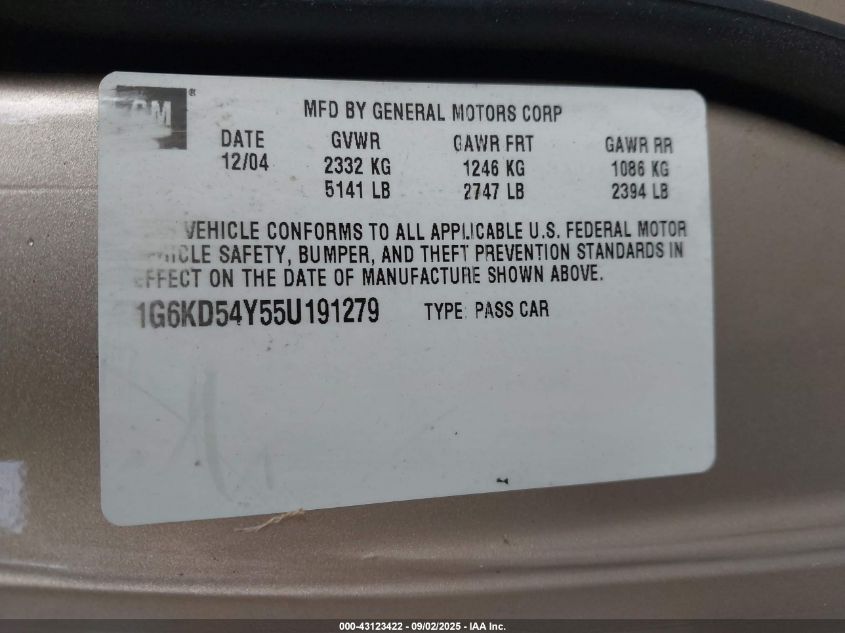 GM ®
MFD BY GENERAL MOTORS CORP
DATE GVWR GAWR FRT GAWR RR
12/04 2332 KG 1246 KG 1086 KG
5141 LB 2747 LB 2394 LB
VEHICLE CONFORMS TO ALL APPLICABLE U.S. FEDERAL MOTOR
VEHICLE SAFETY, BUMPER, AND THEFT PREVENTION STANDARDS IN
EFFECT ON THE DATE OF MANUFACTURE SHOWN ABOVE.
1G6KD54Y55U191279 TYPE: PASS CAR
000-43123422 - 09/02/2025 - IAA Inc.